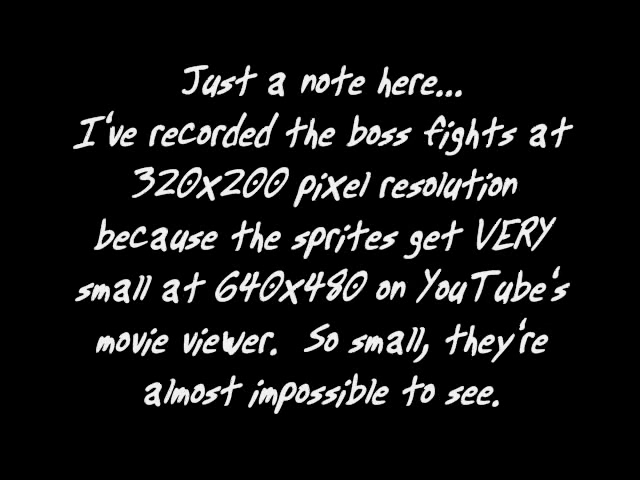 Just a note here...
I've recorded the boss fights at
320x200 pixel resolution
because the sprites get VERY
small at 640x480 on YouTube's
movie viewer.  So small, they're
almost impossible to see.